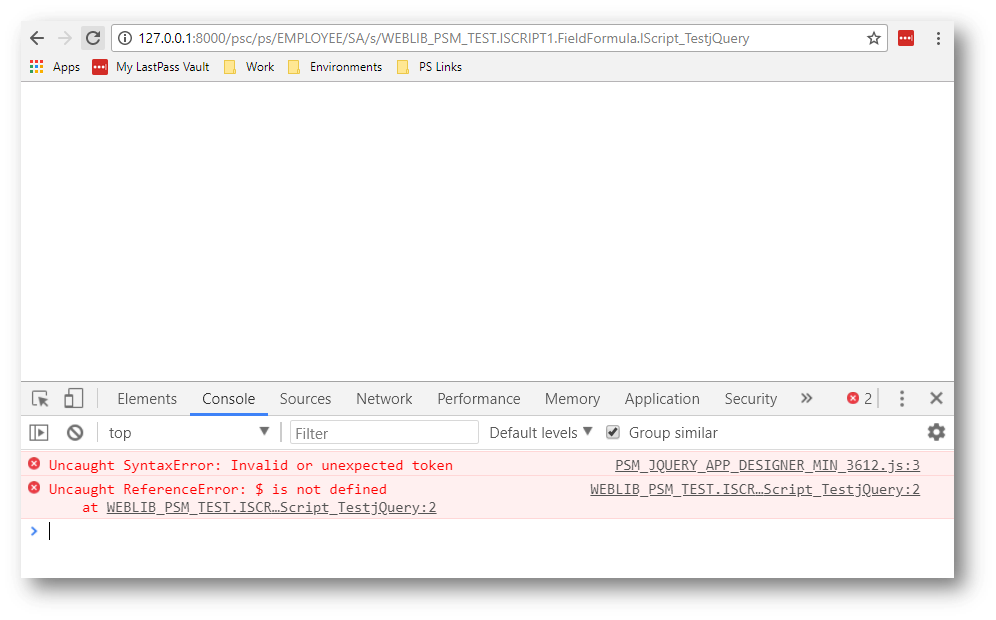 127.0.0.1:8000/psc/ps/EMPLOYEE/SA/s/WEBLIB_PSM_TEST.ISCRIPT1.FieldFormula.IScript_TestjQuery
Apps My LastPass Vault Work Environments PS Links
Elements Console Sources Network Performance Memory Application Security » 2
top Filter Default levels Group similar
Uncaught SyntaxError: Invalid or unexpected token PSM_JQUERY_APP_DESIGNER_MIN_3612.js:3
Uncaught ReferenceError: $ is not defined WEBLIB_PSM_TEST.ISCR…Script_TestjQuery:2
at WEBLIB_PSM_TEST.ISCR…Script_TestjQuery:2
>